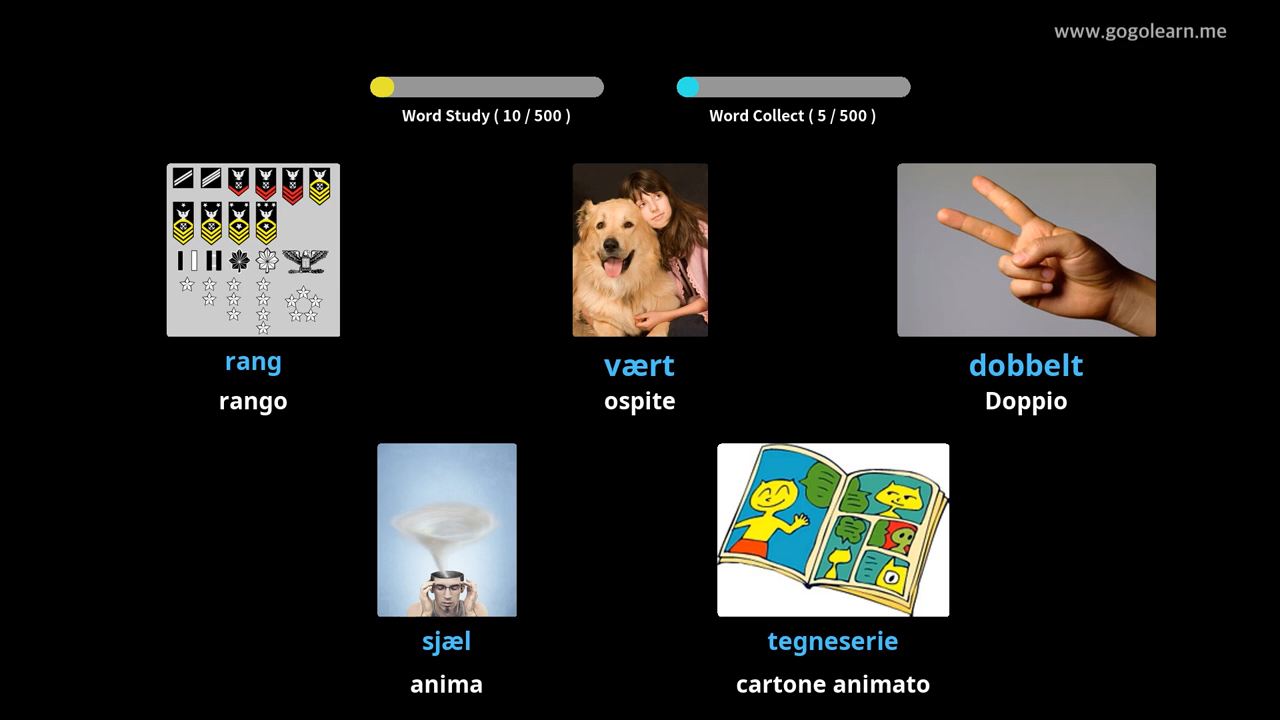 www.gogolearn.me
Word Study ( 10 / 500 )
Word Collect ( 5 / 500 )
rang
rango
vært
ospite
dobbelt
Doppio
sjæl
anima
tegneserie
cartone animato